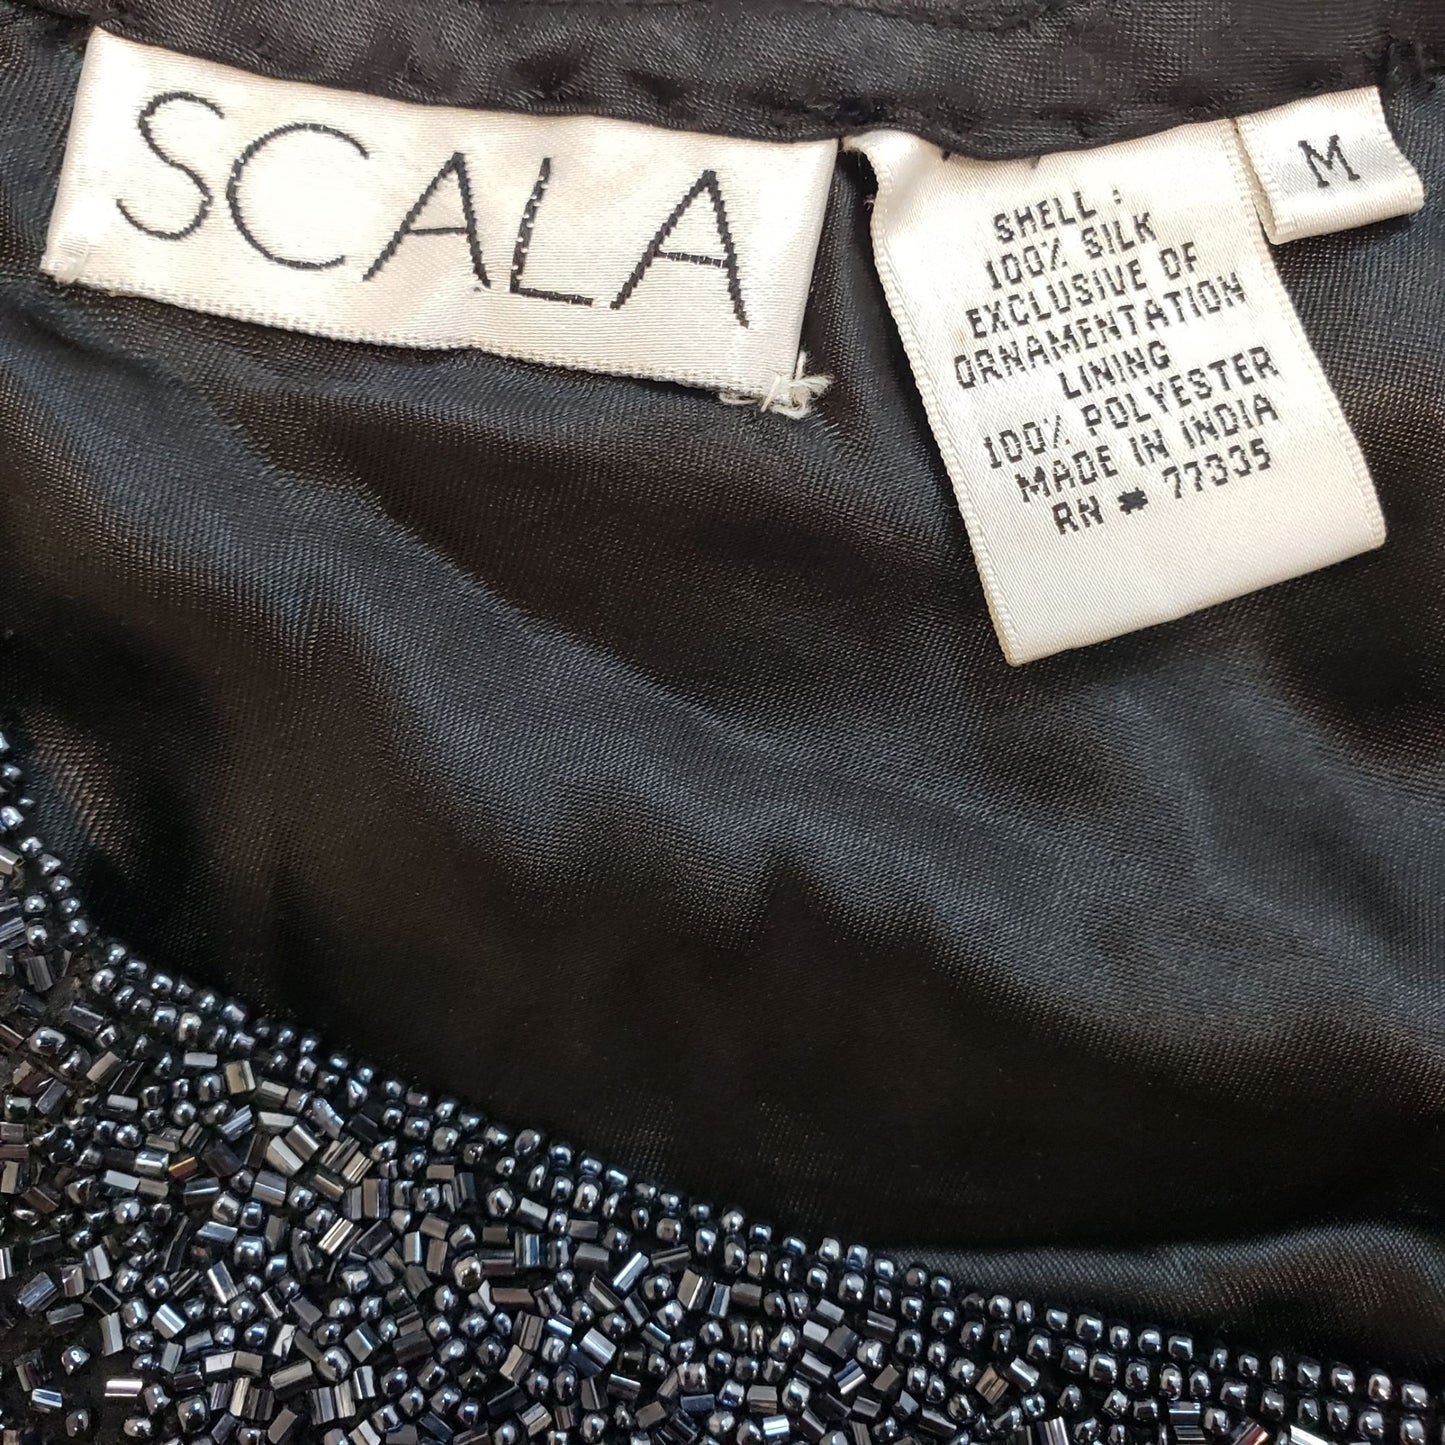 SCALA
SHELL :
100% SILK
EXCLUSIVE OF
ORNAMENTATION
LINING
100% POLYESTER
MADE IN INDIA
RN # 77335
M